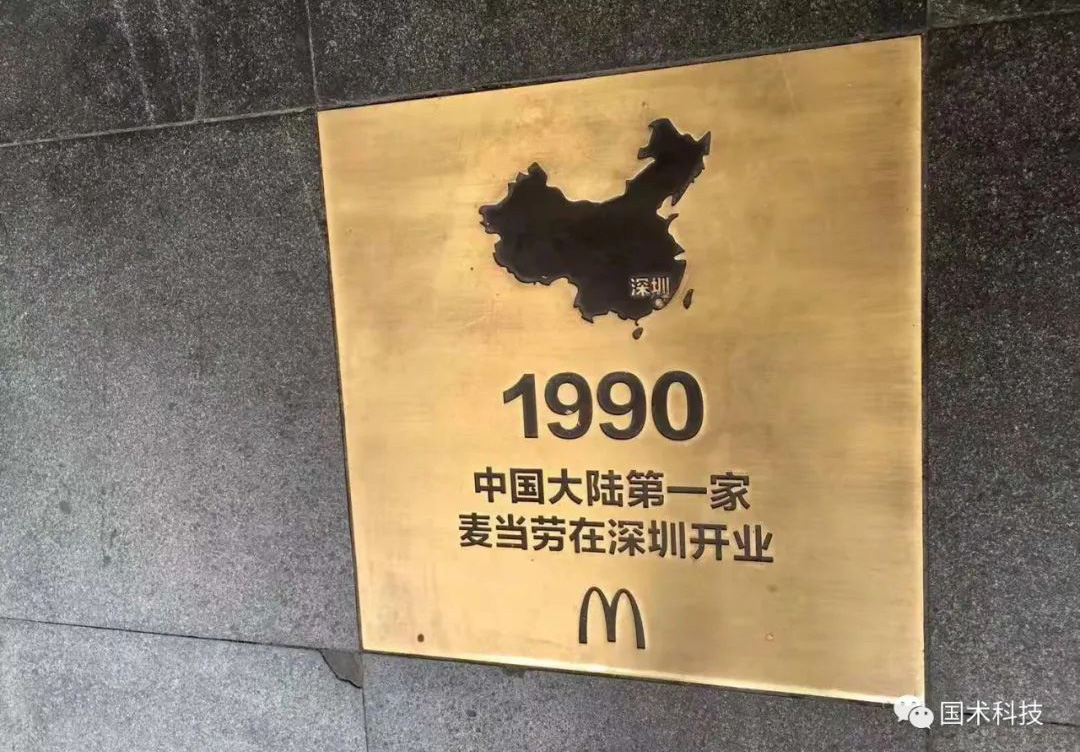 深圳
1990
中国大陆第一家
麦当劳在深圳开业
国术科技